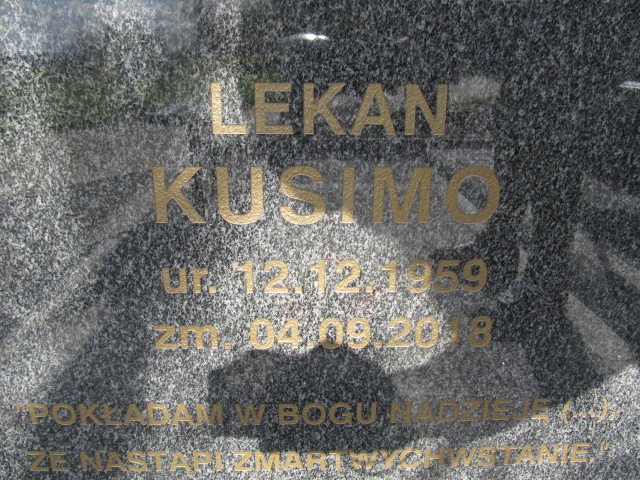 LEKAN
KUSIMO
ur. 12.12.1959
zm. 04.09.2018
"POKŁADAM W BOGU NADZIEJĘ (...),
ŻE NASTĄPI ZMARTWYCHWSTANIE."